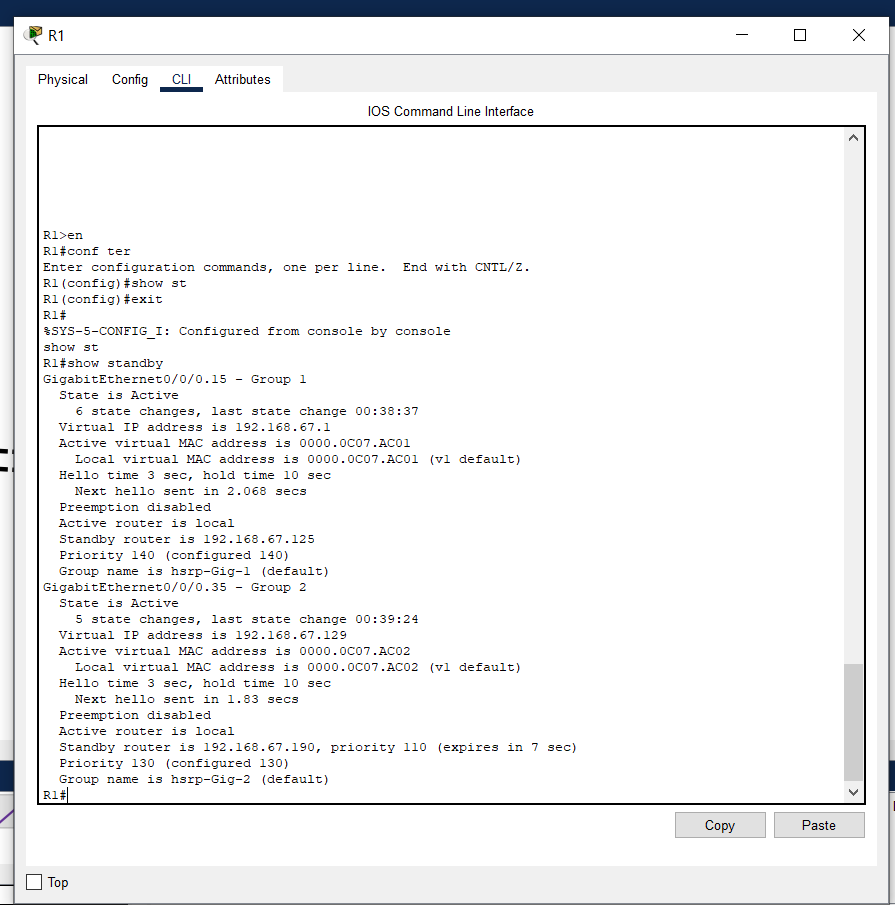 R1
Physical Config CLI Attributes
IOS Command Line Interface
R1>en
R1#conf ter
Enter configuration commands, one per line.  End with CNTL/Z.
R1(config)#show st
R1(config)#exit
R1#
%SYS-5-CONFIG_I: Configured from console by console
show st
R1#show standby
GigabitEthernet0/0/0.15 - Group 1
  State is Active
    6 state changes, last state change 00:38:37
  Virtual IP address is 192.168.67.1
  Active virtual MAC address is 0000.0C07.AC01
    Local virtual MAC address is 0000.0C07.AC01 (v1 default)
  Hello time 3 sec, hold time 10 sec
    Next hello sent in 2.068 secs
  Preemption disabled
  Active router is local
  Standby router is 192.168.67.125
  Priority 140 (configured 140)
  Group name is hsrp-Gig-1 (default)
GigabitEthernet0/0/0.35 - Group 2
  State is Active
    5 state changes, last state change 00:39:24
  Virtual IP address is 192.168.67.129
  Active virtual MAC address is 0000.0C07.AC02
    Local virtual MAC address is 0000.0C07.AC02 (v1 default)
  Hello time 3 sec, hold time 10 sec
    Next hello sent in 1.83 secs
  Preemption disabled
  Active router is local
  Standby router is 192.168.67.190, priority 110 (expires in 7 sec)
  Priority 130 (configured 130)
  Group name is hsrp-Gig-2 (default)
R1#
Copy Paste
Top